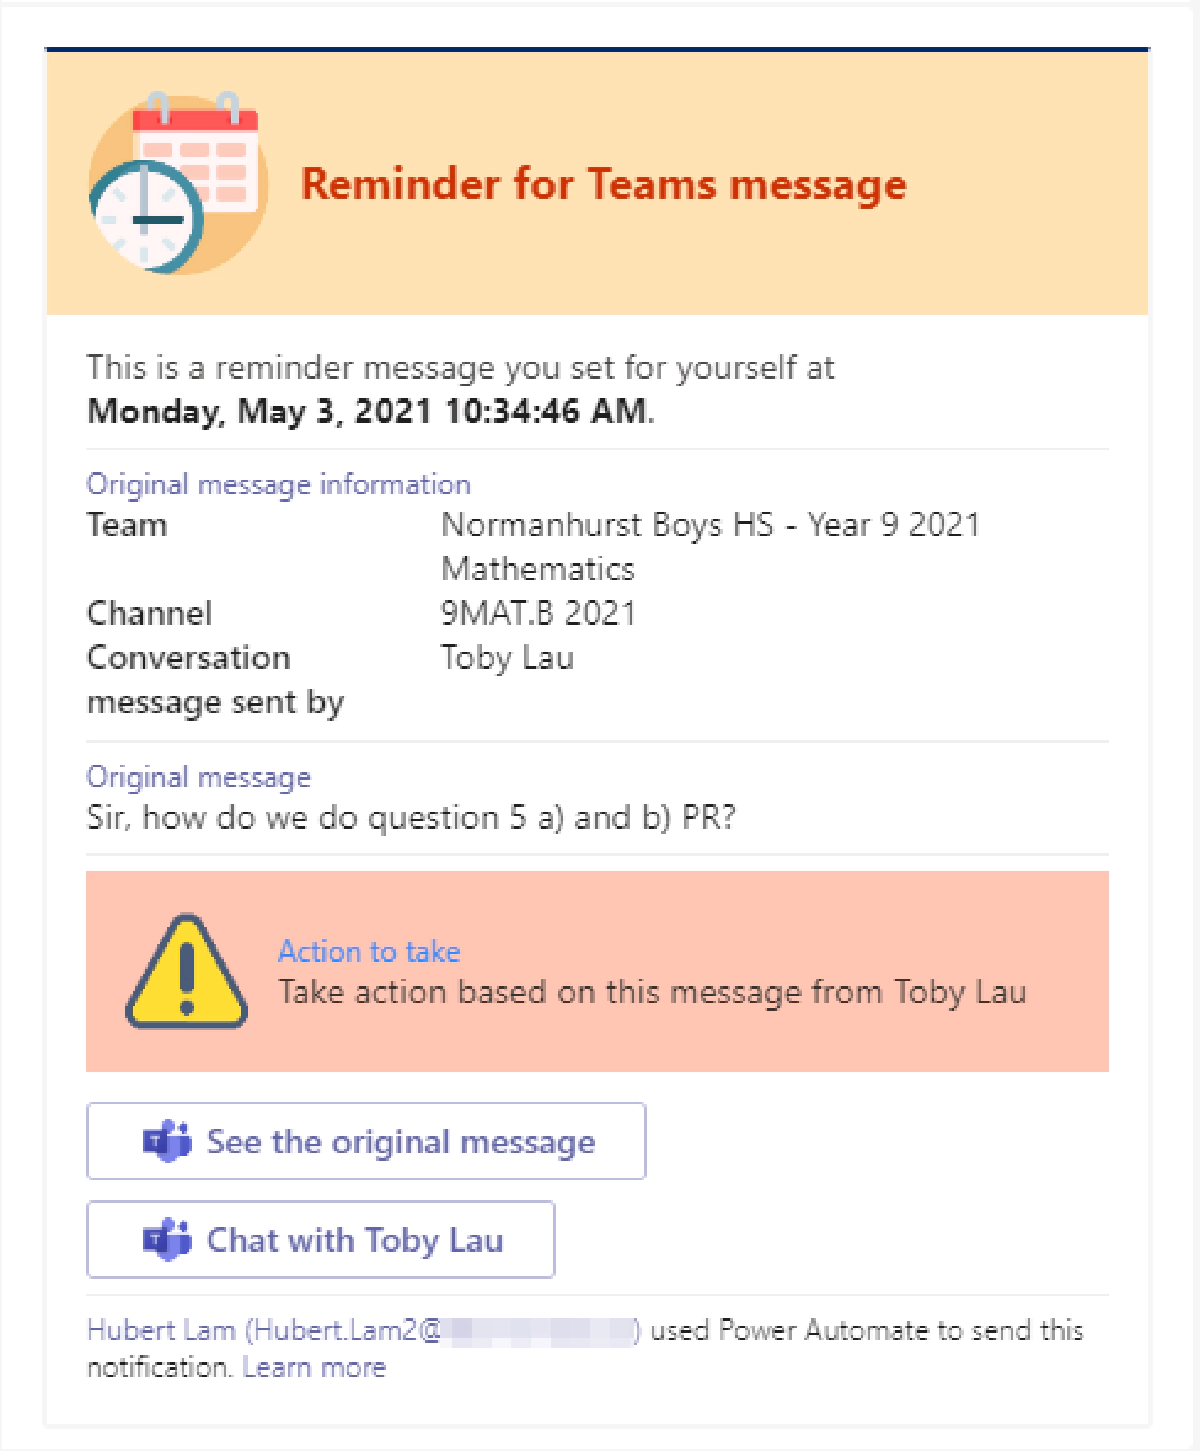 Reminder for Teams message
This is a reminder message you set for yourself at
Monday, May 3, 2021 10:34:46 AM.
Original message information
Team Normanhurst Boys HS - Year 9 2021
Mathematics
Channel 9MAT.B 2021
Conversation Toby Lau
message sent by
Original message
Sir, how do we do question 5 a) and b) PR?
Action to take
Take action based on this message from Toby Lau
See the original message
Chat with Toby Lau
Hubert Lam (Hubert.Lam2@ ) used Power Automate to send this
notification. Learn more